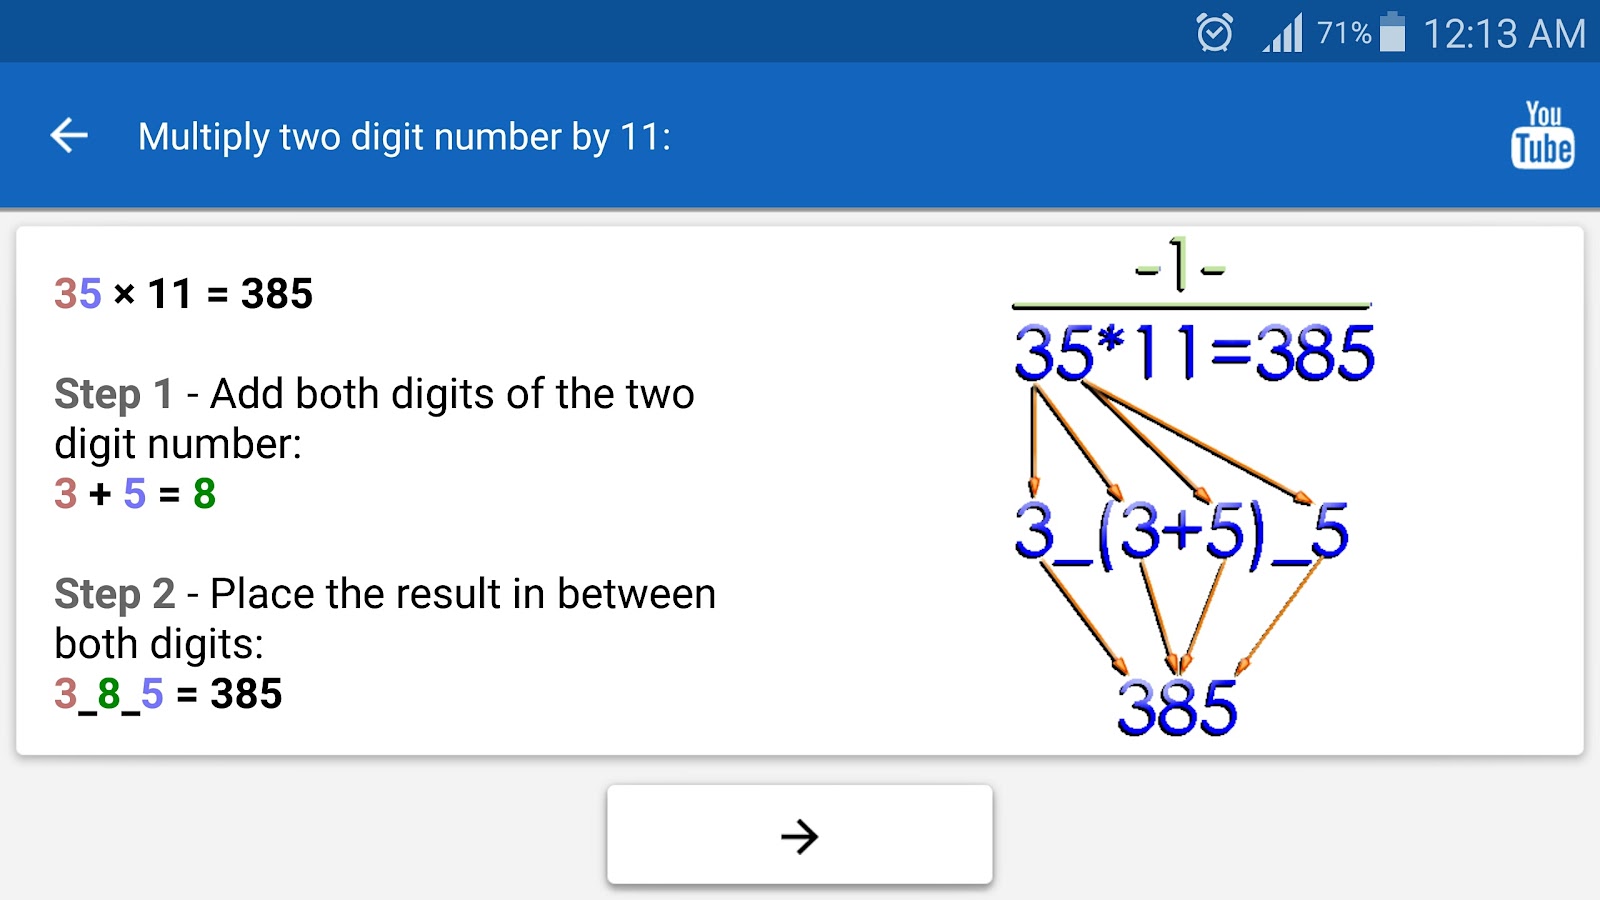 71% 12:13 AM
Multiply two digit number by 11:
You
Tube
35 × 11 = 385
Step 1 - Add both digits of the two
digit number:
3 + 5 = 8
Step 2 - Place the result in between
both digits:
3_8_5 = 385
-1-
35*11=385
3_(3+5)_5
385